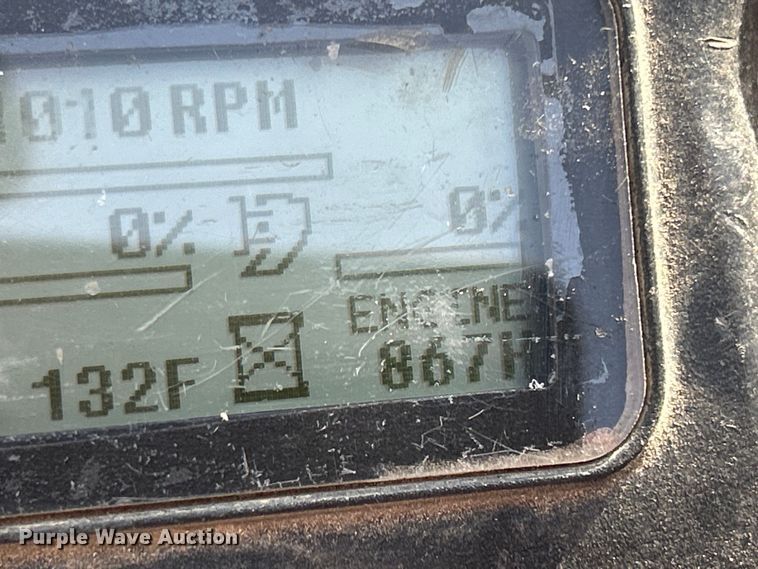 1010 RPM
0% 0%
ENGINE
132F 867H
Purple Wave Auction